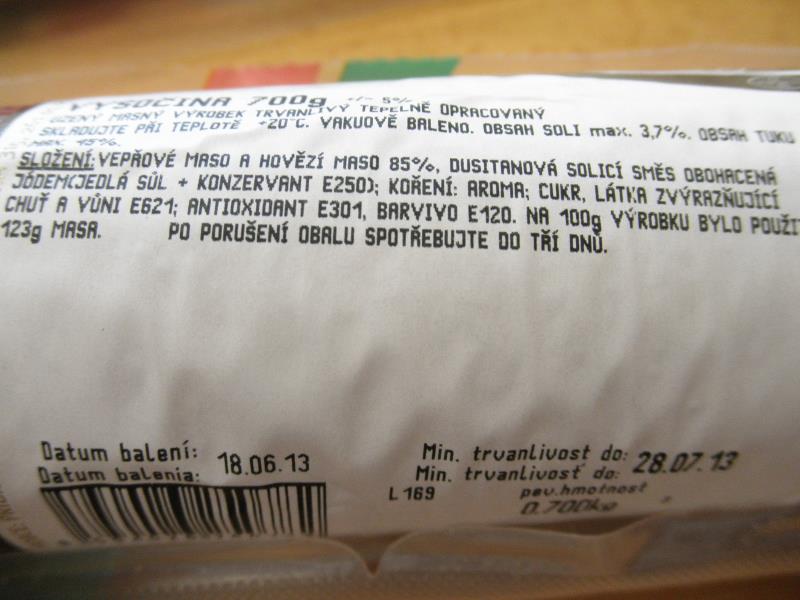 VYSOČINA 700g +/- 5%
UZENÝ MASNÝ VÝROBEK TRVANLIVÝ TEPELNĚ OPRACOVANÝ
SKLADUJTE PŘI TEPLOTĚ +20°C. VAKUOVĚ BALENO. OBSAH SOLI max. 3,7%. OBSAH TUKU
MAX. 45%.
SLOŽENÍ: VEPŘOVÉ MASO A HOVĚZÍ MASO 85%, DUSITANOVÁ SOLICÍ SMĚS OBOHACENÁ
JÓDEM(JEDLÁ SŮL + KONZERVANT E250); KOŘENÍ: AROMA; CUKR, LÁTKA ZVÝRAZŇUJÍCÍ
CHUŤ A VŮNI E621; ANTIOXIDANT E301, BARVIVO E120. NA 100g VÝROBKU BYLO POUŽI
123g MASA. PO PORUŠENÍ OBALU SPOTŘEBUJTE DO TŘÍ DNŮ.
Datum balení: 18.06.13
Datum balenia:
Min. trvanlivost do: 28.07.13
Min. trvanlivosť do:
L 169 pev.hmotnost
0.700kg